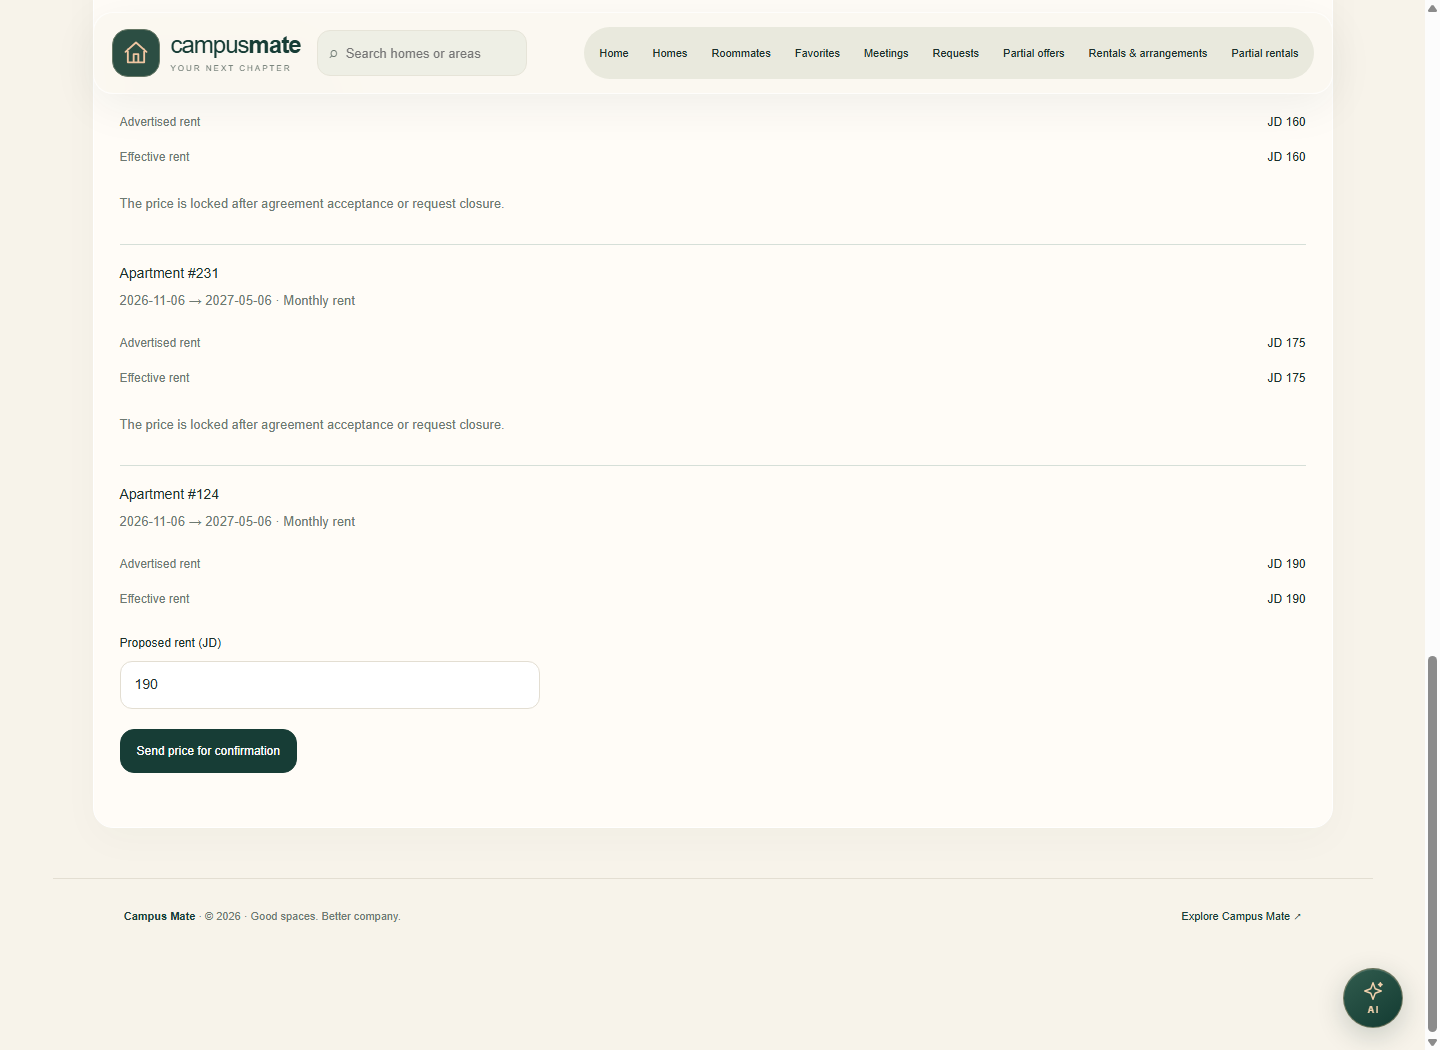 campusmate
YOUR NEXT CHAPTER
Search homes or areas
Home Homes Roommates Favorites Meetings Requests Partial offers Rentals & arrangements Partial rentals
Advertised rent JD 160
Effective rent JD 160
The price is locked after agreement acceptance or request closure.
Apartment #231
2026-11-06 → 2027-05-06 · Monthly rent
Advertised rent JD 175
Effective rent JD 175
The price is locked after agreement acceptance or request closure.
Apartment #124
2026-11-06 → 2027-05-06 · Monthly rent
Advertised rent JD 190
Effective rent JD 190
Proposed rent (JD)
190
Send price for confirmation
Campus Mate · © 2026 · Good spaces. Better company. Explore Campus Mate ↗
AI